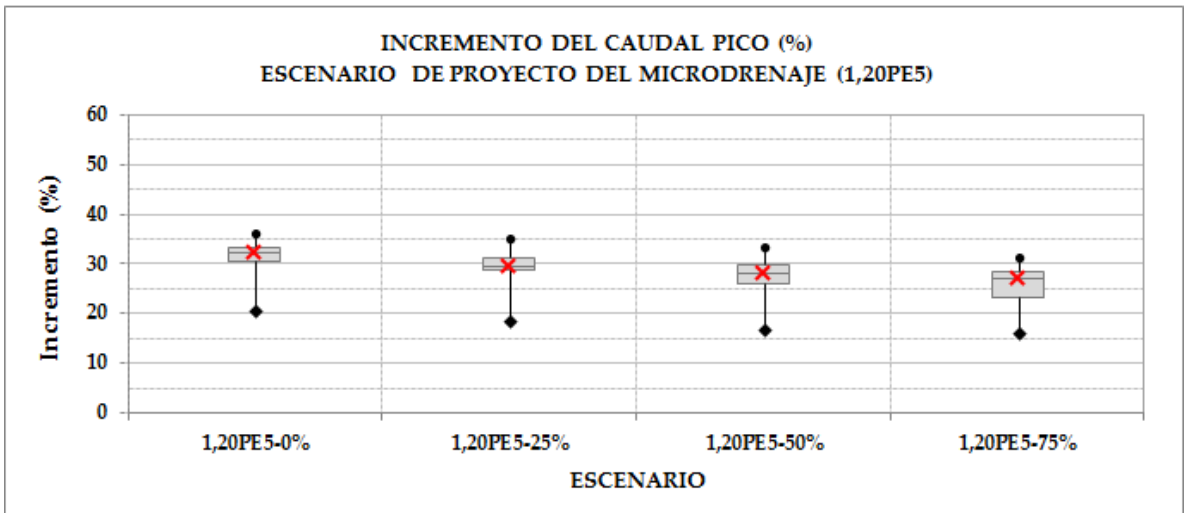 INCREMENTO DEL CAUDAL PICO (%)
ESCENARIO DE PROYECTO DEL MICRODRENAJE (1,20PE5)
Incremento (%)
60
50
40
30
20
10
0
1,20PE5-0% 1,20PE5-25% 1,20PE5-50% 1,20PE5-75%
ESCENARIO